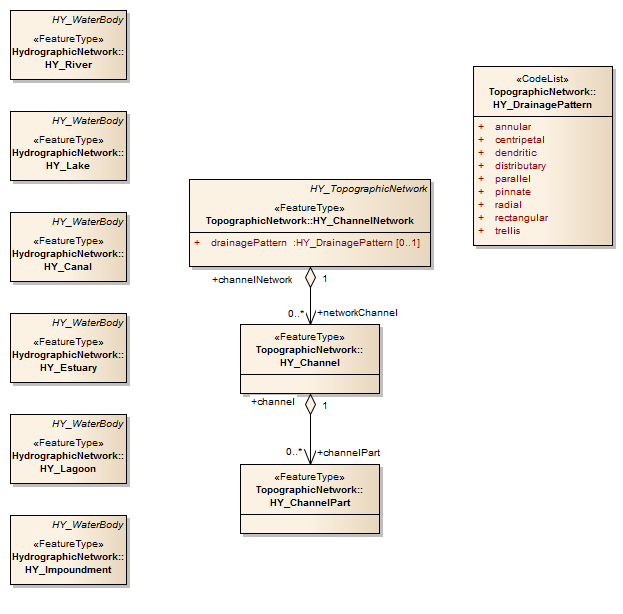 HY_WaterBody
«FeatureType»
HydrographicNetwork::
HY_River
HY_WaterBody
«FeatureType»
HydrographicNetwork::
HY_Lake
HY_WaterBody
«FeatureType»
HydrographicNetwork::
HY_Canal
HY_WaterBody
«FeatureType»
HydrographicNetwork::
HY_Estuary
HY_WaterBody
«FeatureType»
HydrographicNetwork::
HY_Lagoon
HY_WaterBody
«FeatureType»
HydrographicNetwork::
HY_Impoundment
HY_TopographicNetwork
«FeatureType»
TopographicNetwork::HY_ChannelNetwork
+ drainagePattern :HY_DrainagePattern [0..1]
+channelNetwork 1
0..* +networkChannel
«FeatureType»
TopographicNetwork::
HY_Channel
+channel 1
0..* +channelPart
«FeatureType»
TopographicNetwork::
HY_ChannelPart
«CodeList»
TopographicNetwork::
HY_DrainagePattern
+ annular
+ centripetal
+ dendritic
+ distributary
+ parallel
+ pinnate
+ radial
+ rectangular
+ trellis